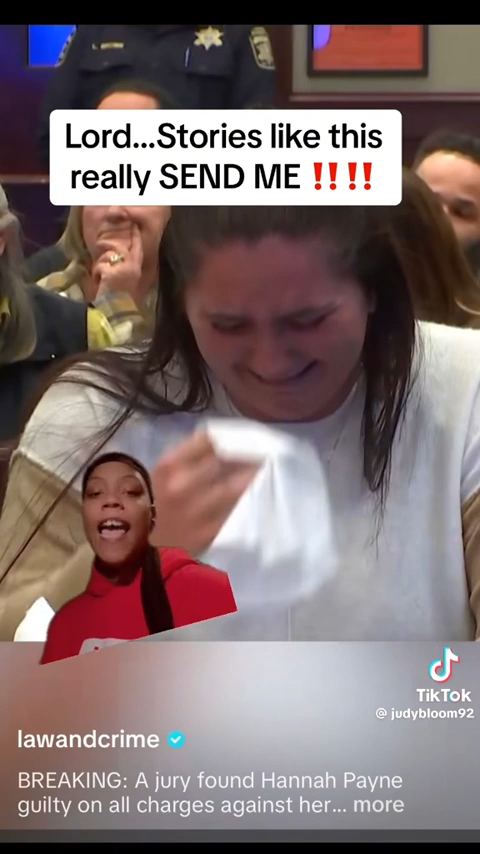 Lord...Stories like this
really SEND ME ‼️‼️
TikTok
@ judybloom92
lawandcrime
BREAKING: A jury found Hannah Payne
guilty on all charges against her... more